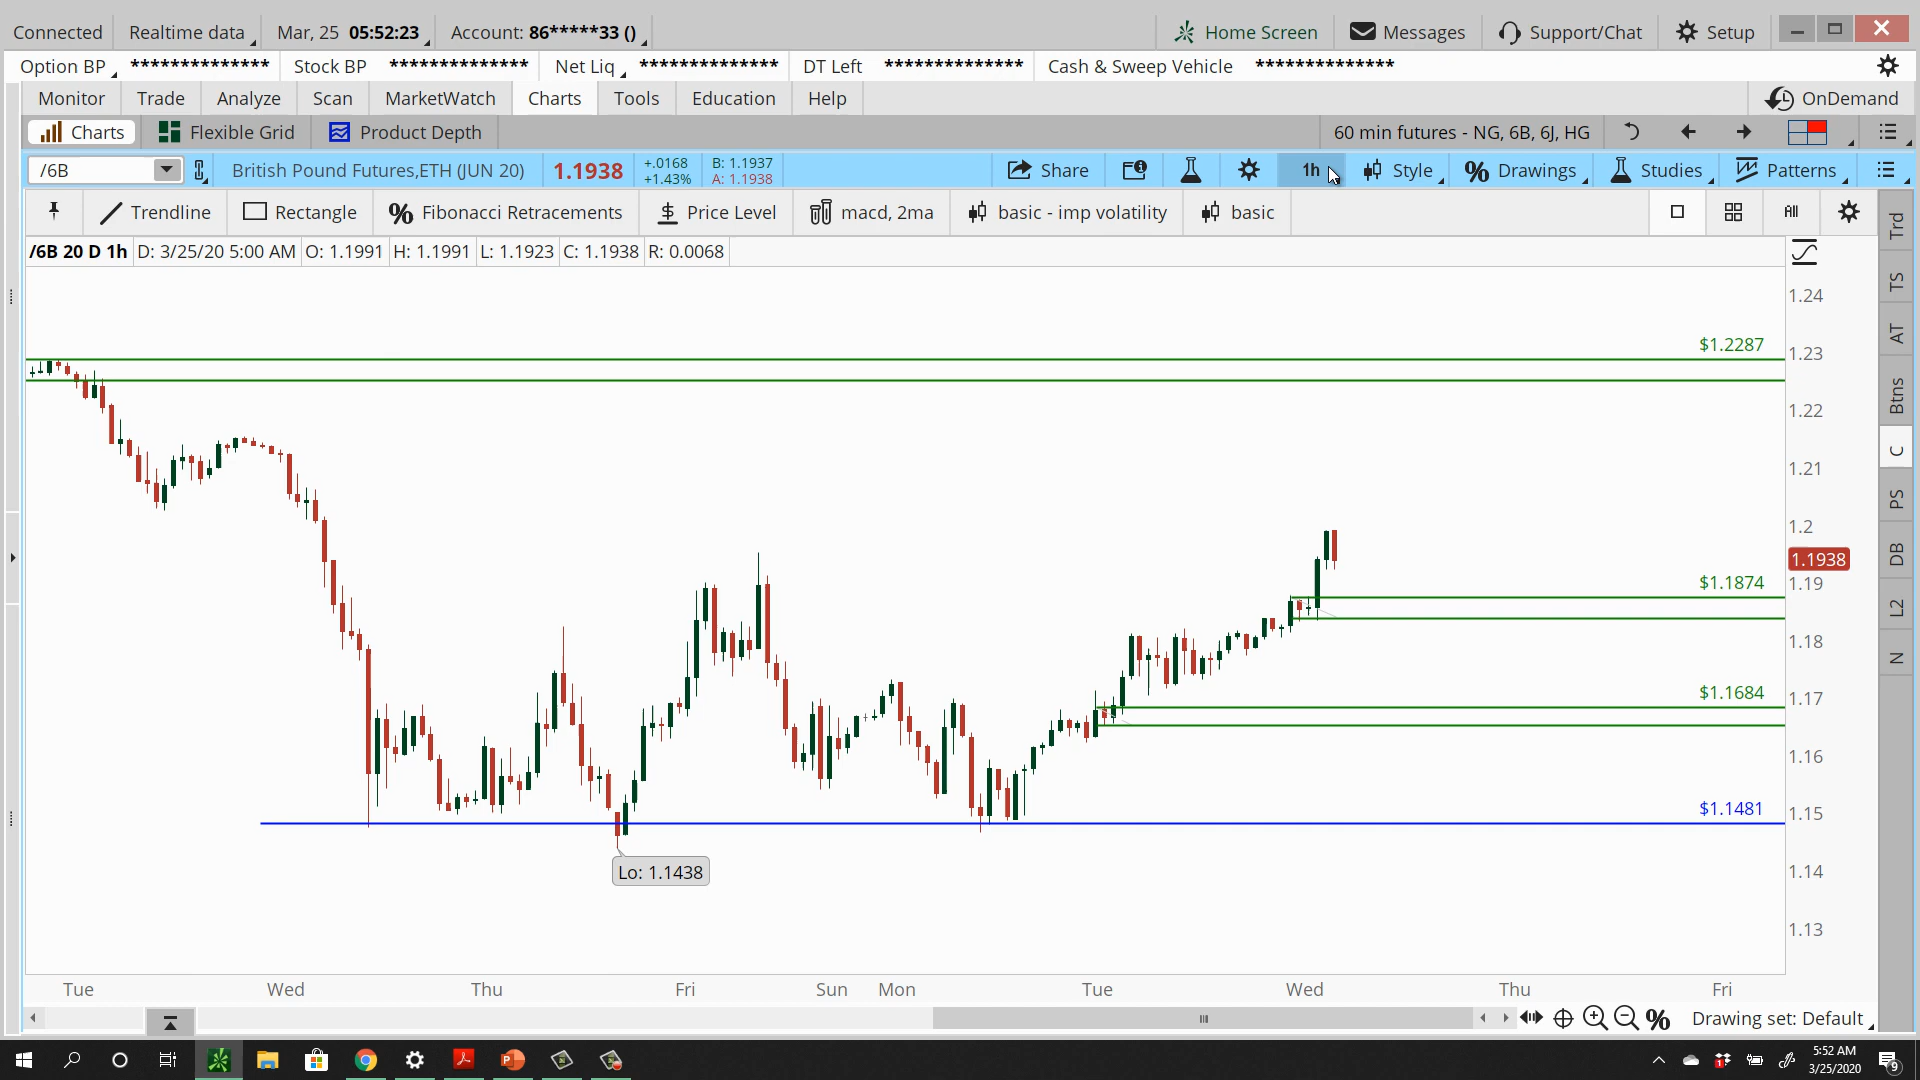 Connected Realtime data Mar, 25 05:52:23 Account: 86*****33 () Home Screen Messages Support/Chat Setup
Option BP ************** Stock BP ************** Net Liq ************** DT Left ************** Cash & Sweep Vehicle **************
Monitor Trade Analyze Scan MarketWatch Charts Tools Education Help OnDemand
Charts Flexible Grid Product Depth 60 min futures - NG, 6B, 6J, HG
/6B British Pound Futures,ETH (JUN 20) 1.1938 +.0168 B: 1.1937 Share 1h Style Drawings Studies Patterns
+1.43% A: 1.1938
Trendline Rectangle % Fibonacci Retracements $ Price Level macd, 2ma basic - imp volatility basic All
/6B 20 D 1h D: 3/25/20 5:00 AM O: 1.1991 H: 1.1991 L: 1.1923 C: 1.1938 R: 0.0068
1.24
$1.2287
1.23
1.22
1.21
1.2
1.1938
$1.1874
1.19
1.18
$1.1684
1.17
1.16
$1.1481
1.15
Lo: 1.1438
1.14
1.13
Tue Wed Thu Fri Sun Mon Tue Wed Thu Fri
Drawing set: Default
Trd
TS
AT
Btns
C
PS
DB
L2
N
5:52 AM
3/25/2020
9